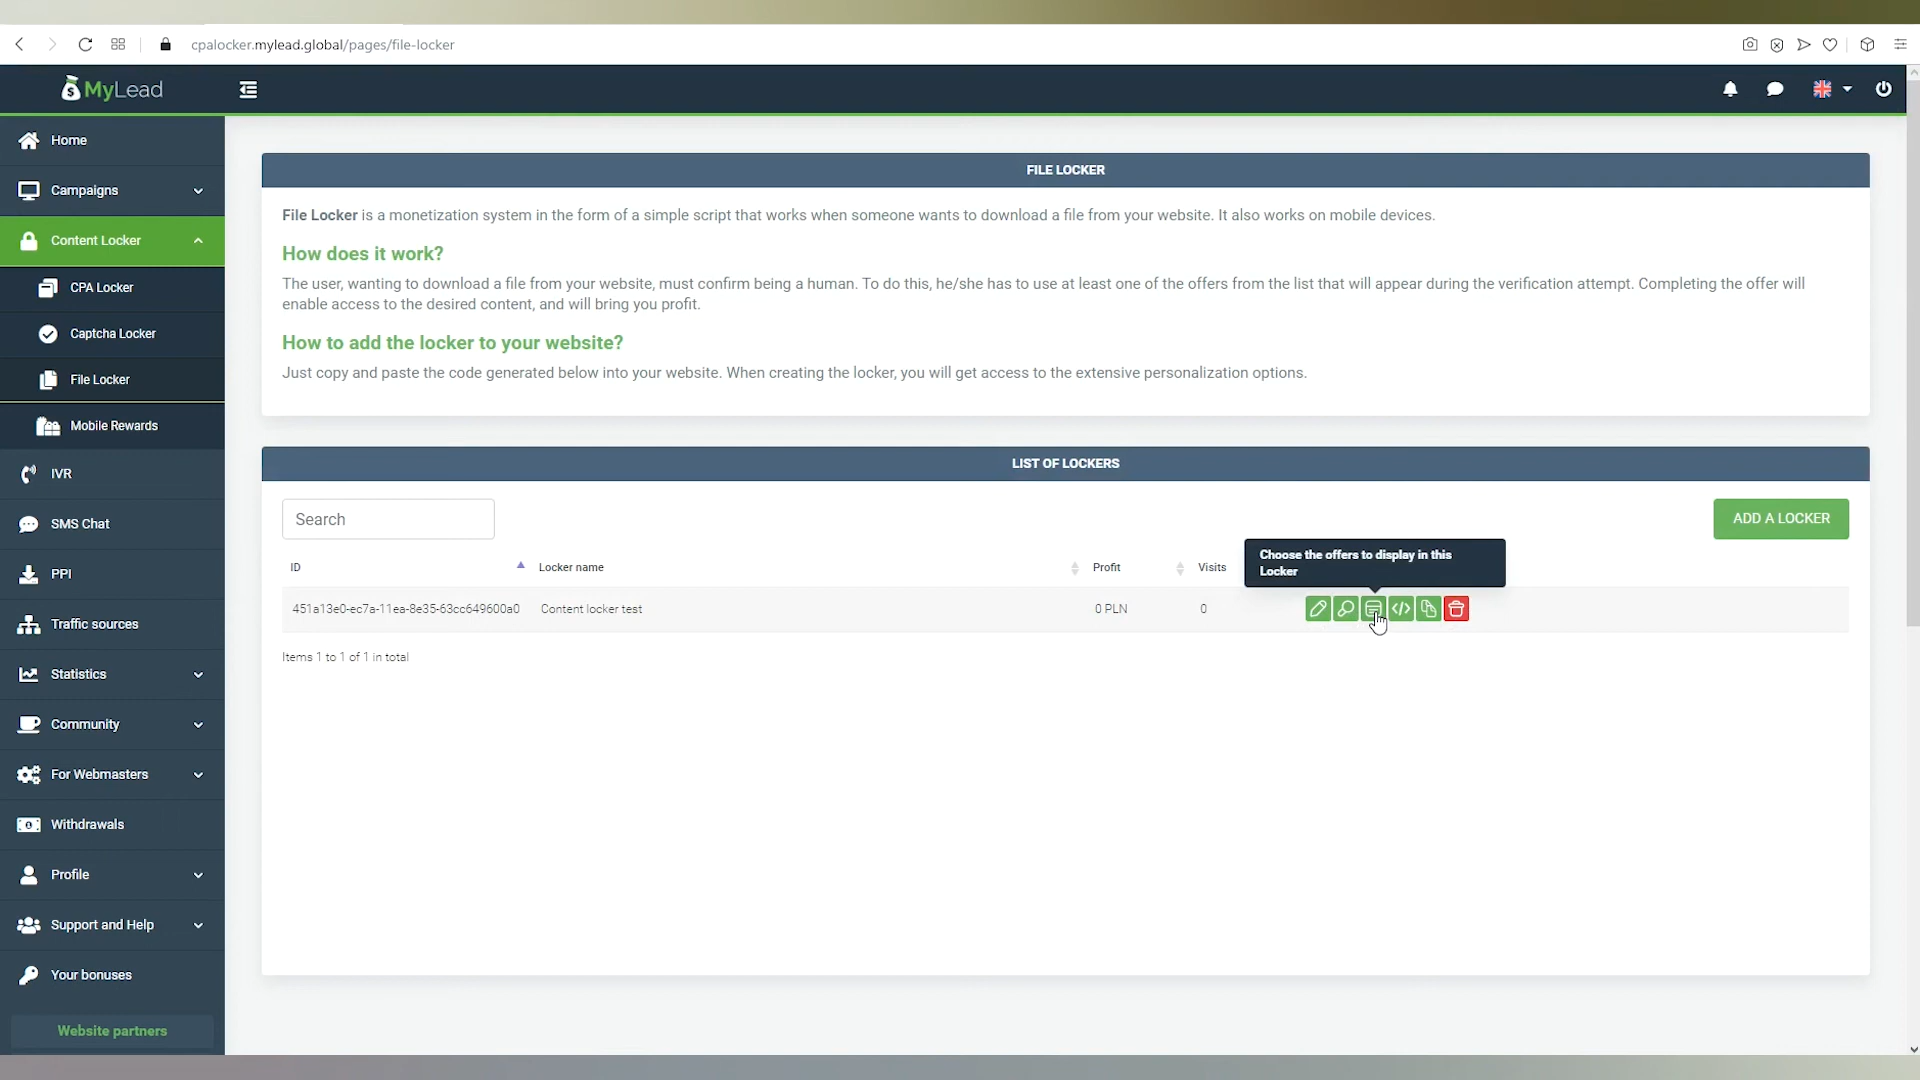 cpalocker.mylead.global/pages/file-locker
MyLead
Home
Campaigns
Content Locker
CPA Locker
Captcha Locker
File Locker
Mobile Rewards
IVR
SMS Chat
PPI
Traffic sources
Statistics
Community
For Webmasters
Withdrawals
Profile
Support and Help
Your bonuses
Website partners
FILE LOCKER
File Locker is a monetization system in the form of a simple script that works when someone wants to download a file from your website. It also works on mobile devices.
How does it work?
The user, wanting to download a file from your website, must confirm being a human. To do this, he/she has to use at least one of the offers from the list that will appear during the verification attempt. Completing the offer will
enable access to the desired content, and will bring you profit.
How to add the locker to your website?
Just copy and paste the code generated below into your website. When creating the locker, you will get access to the extensive personalization options.
LIST OF LOCKERS
Search
ADD A LOCKER
Choose the offers to display in this
Locker
ID Locker name Profit Visits
451a13e0-ec7a-11ea-8e35-63cc649600a0 Content locker test 0 PLN 0
Items 1 to 1 of 1 in total